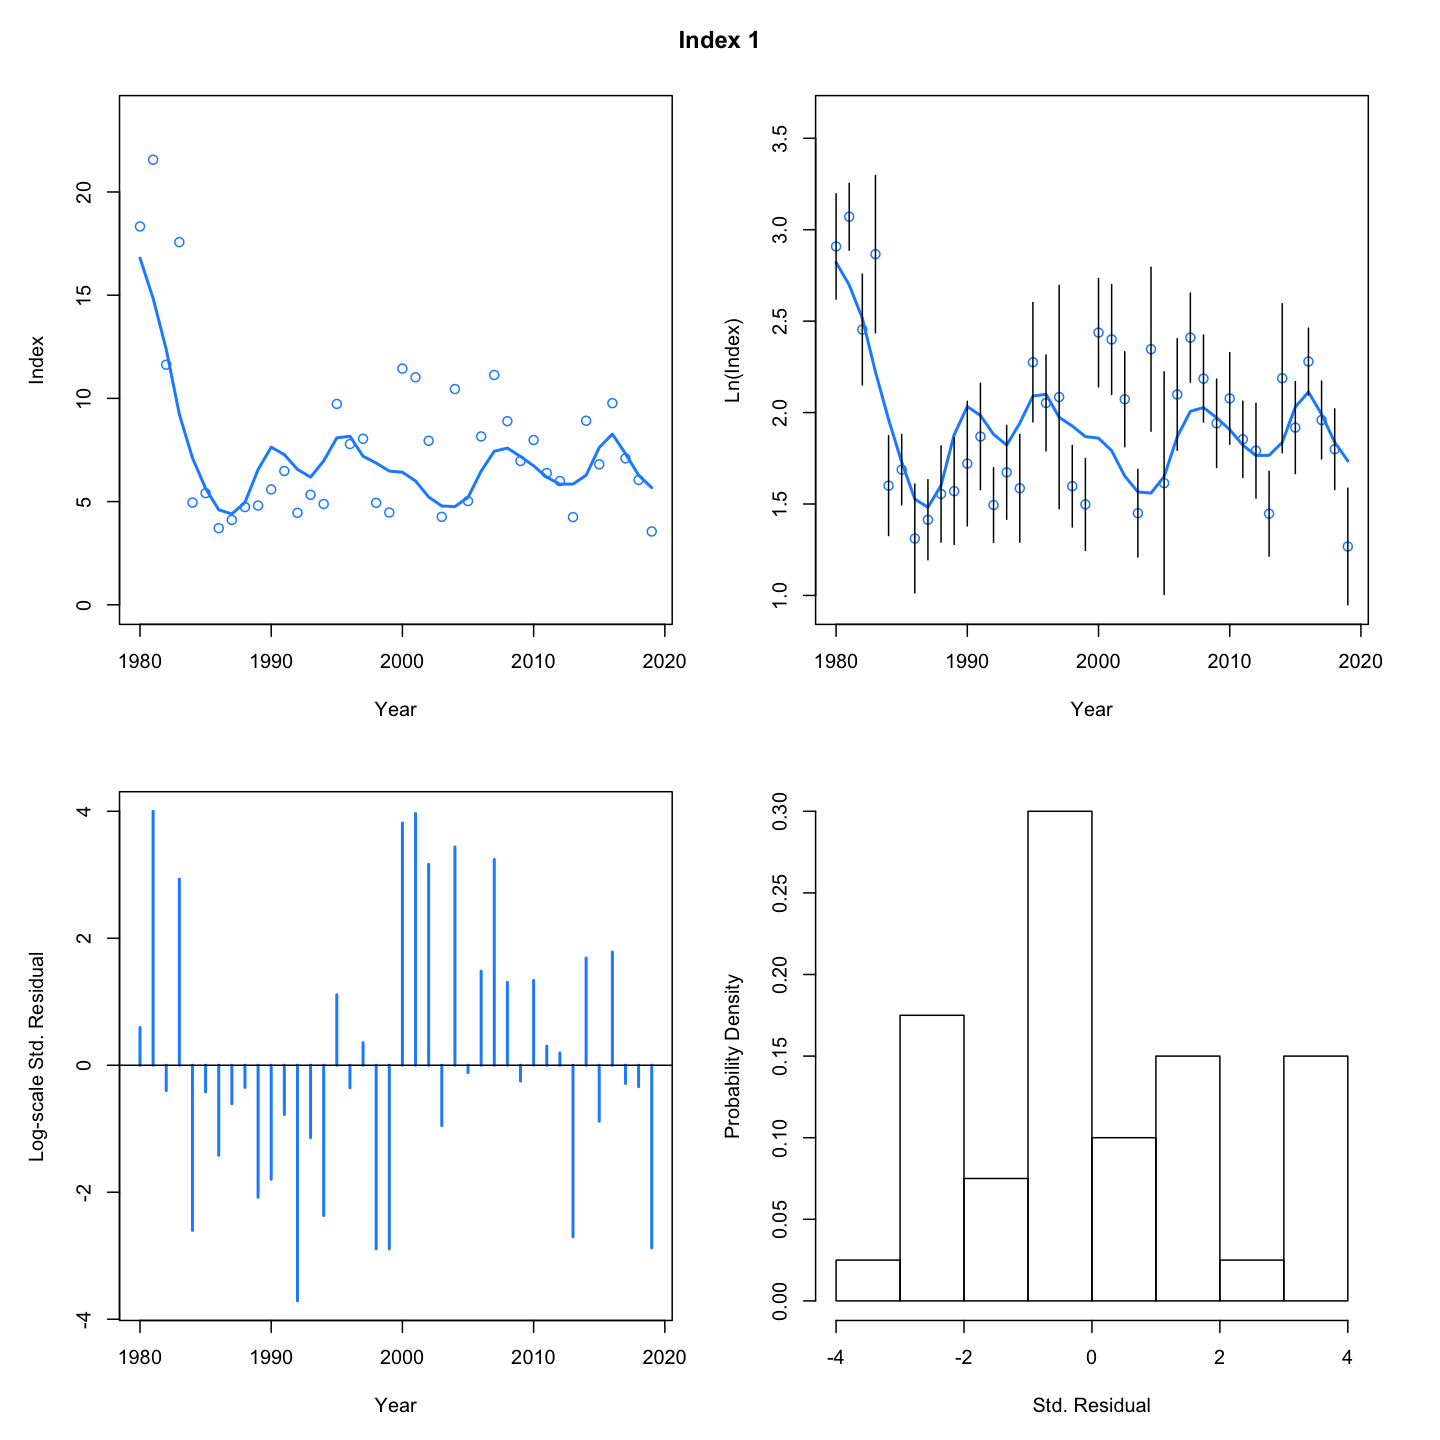 Index 1
Index
20
15
10
5
0
1980 1990 2000 2010 2020
Year
Ln(Index)
3.5
3.0
2.5
2.0
1.5
1.0
1980 1990 2000 2010 2020
Year
Log-scale Std. Residual
4
2
0
-2
-4
1980 1990 2000 2010 2020
Year
Probability Density
0.30
0.25
0.20
0.15
0.10
0.05
0.00
-4 -2 0 2 4
Std. Residual